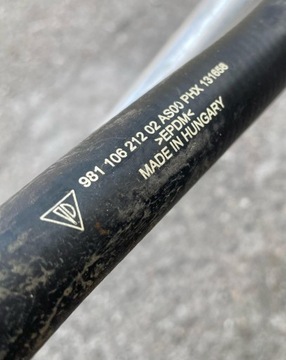 981 106 212 02 AS00 PHX 131658
>EPDM<
MADE IN HUNGARY